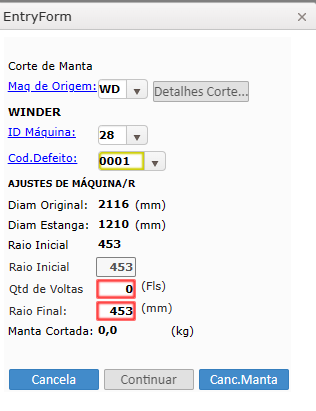 EntryForm ×
Corte de Manta
Maq de Origem: WD Detalhes Corte...
WINDER
ID Máquina: 28
Cod.Defeito: 0001
AJUSTES DE MÁQUINA/R
Diam Original: 2116 (mm)
Diam Estanga: 1210 (mm)
Raio Inicial 453
Raio Inicial 453
Qtd de Voltas 0 (Fls)
Raio Final: 453 (mm)
Manta Cortada: 0,0 (kg)
Cancela Continuar Canc.Manta